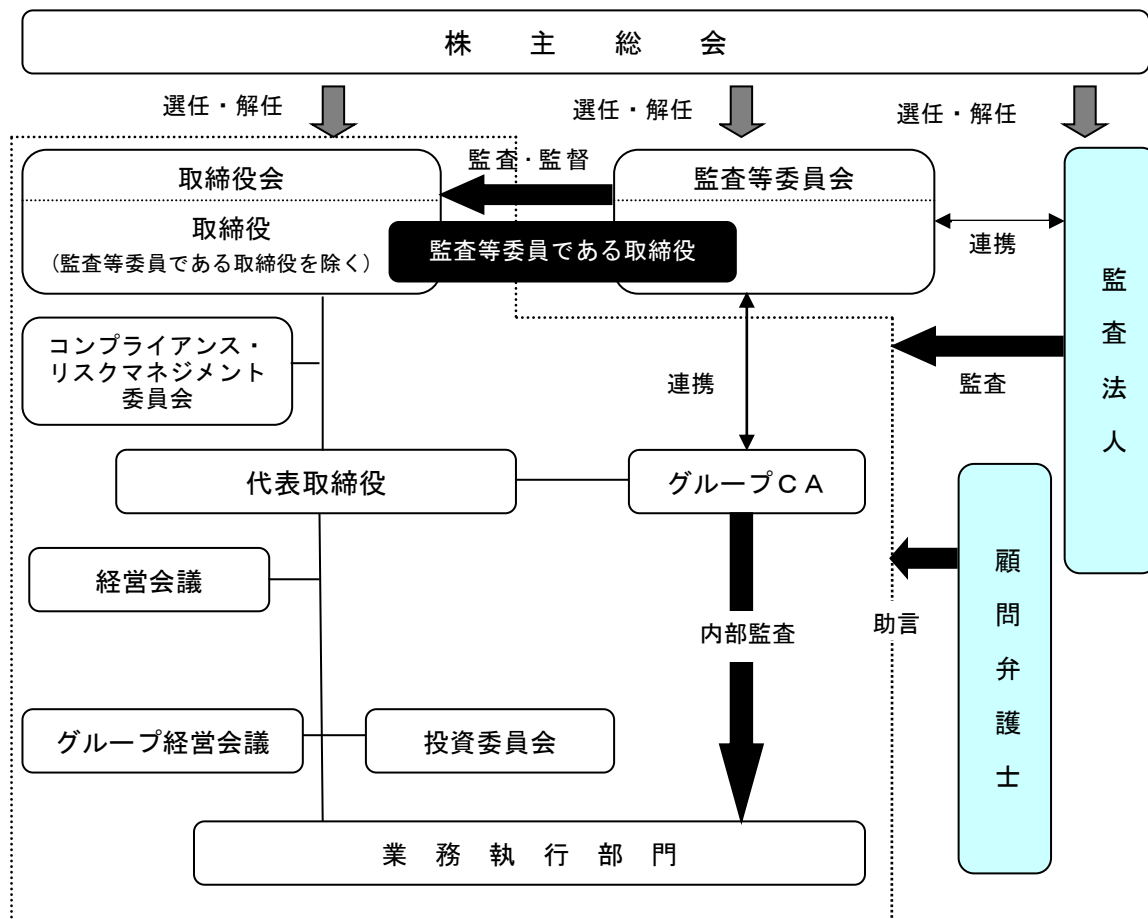 株主総会
選任・解任
選任・解任
選任・解任
取締役会
取締役
（監査等委員である取締役を除く）
監査・監督
監査等委員会
監査等委員である取締役
連携
監査法人
コンプライアンス・
リスクマネジメント
委員会
連携
監査
代表取締役
グループＣＡ
経営会議
内部監査
助言
顧問弁護士
グループ経営会議
投資委員会
業務執行部門